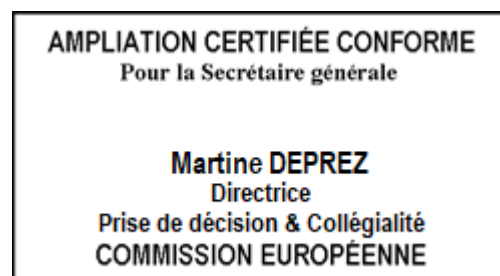 AMPLIATION CERTIFIÉE CONFORME
Pour la Secrétaire générale
Martine DEPREZ
Directrice
Prise de décision & Collégialité
COMMISSION EUROPÉENNE